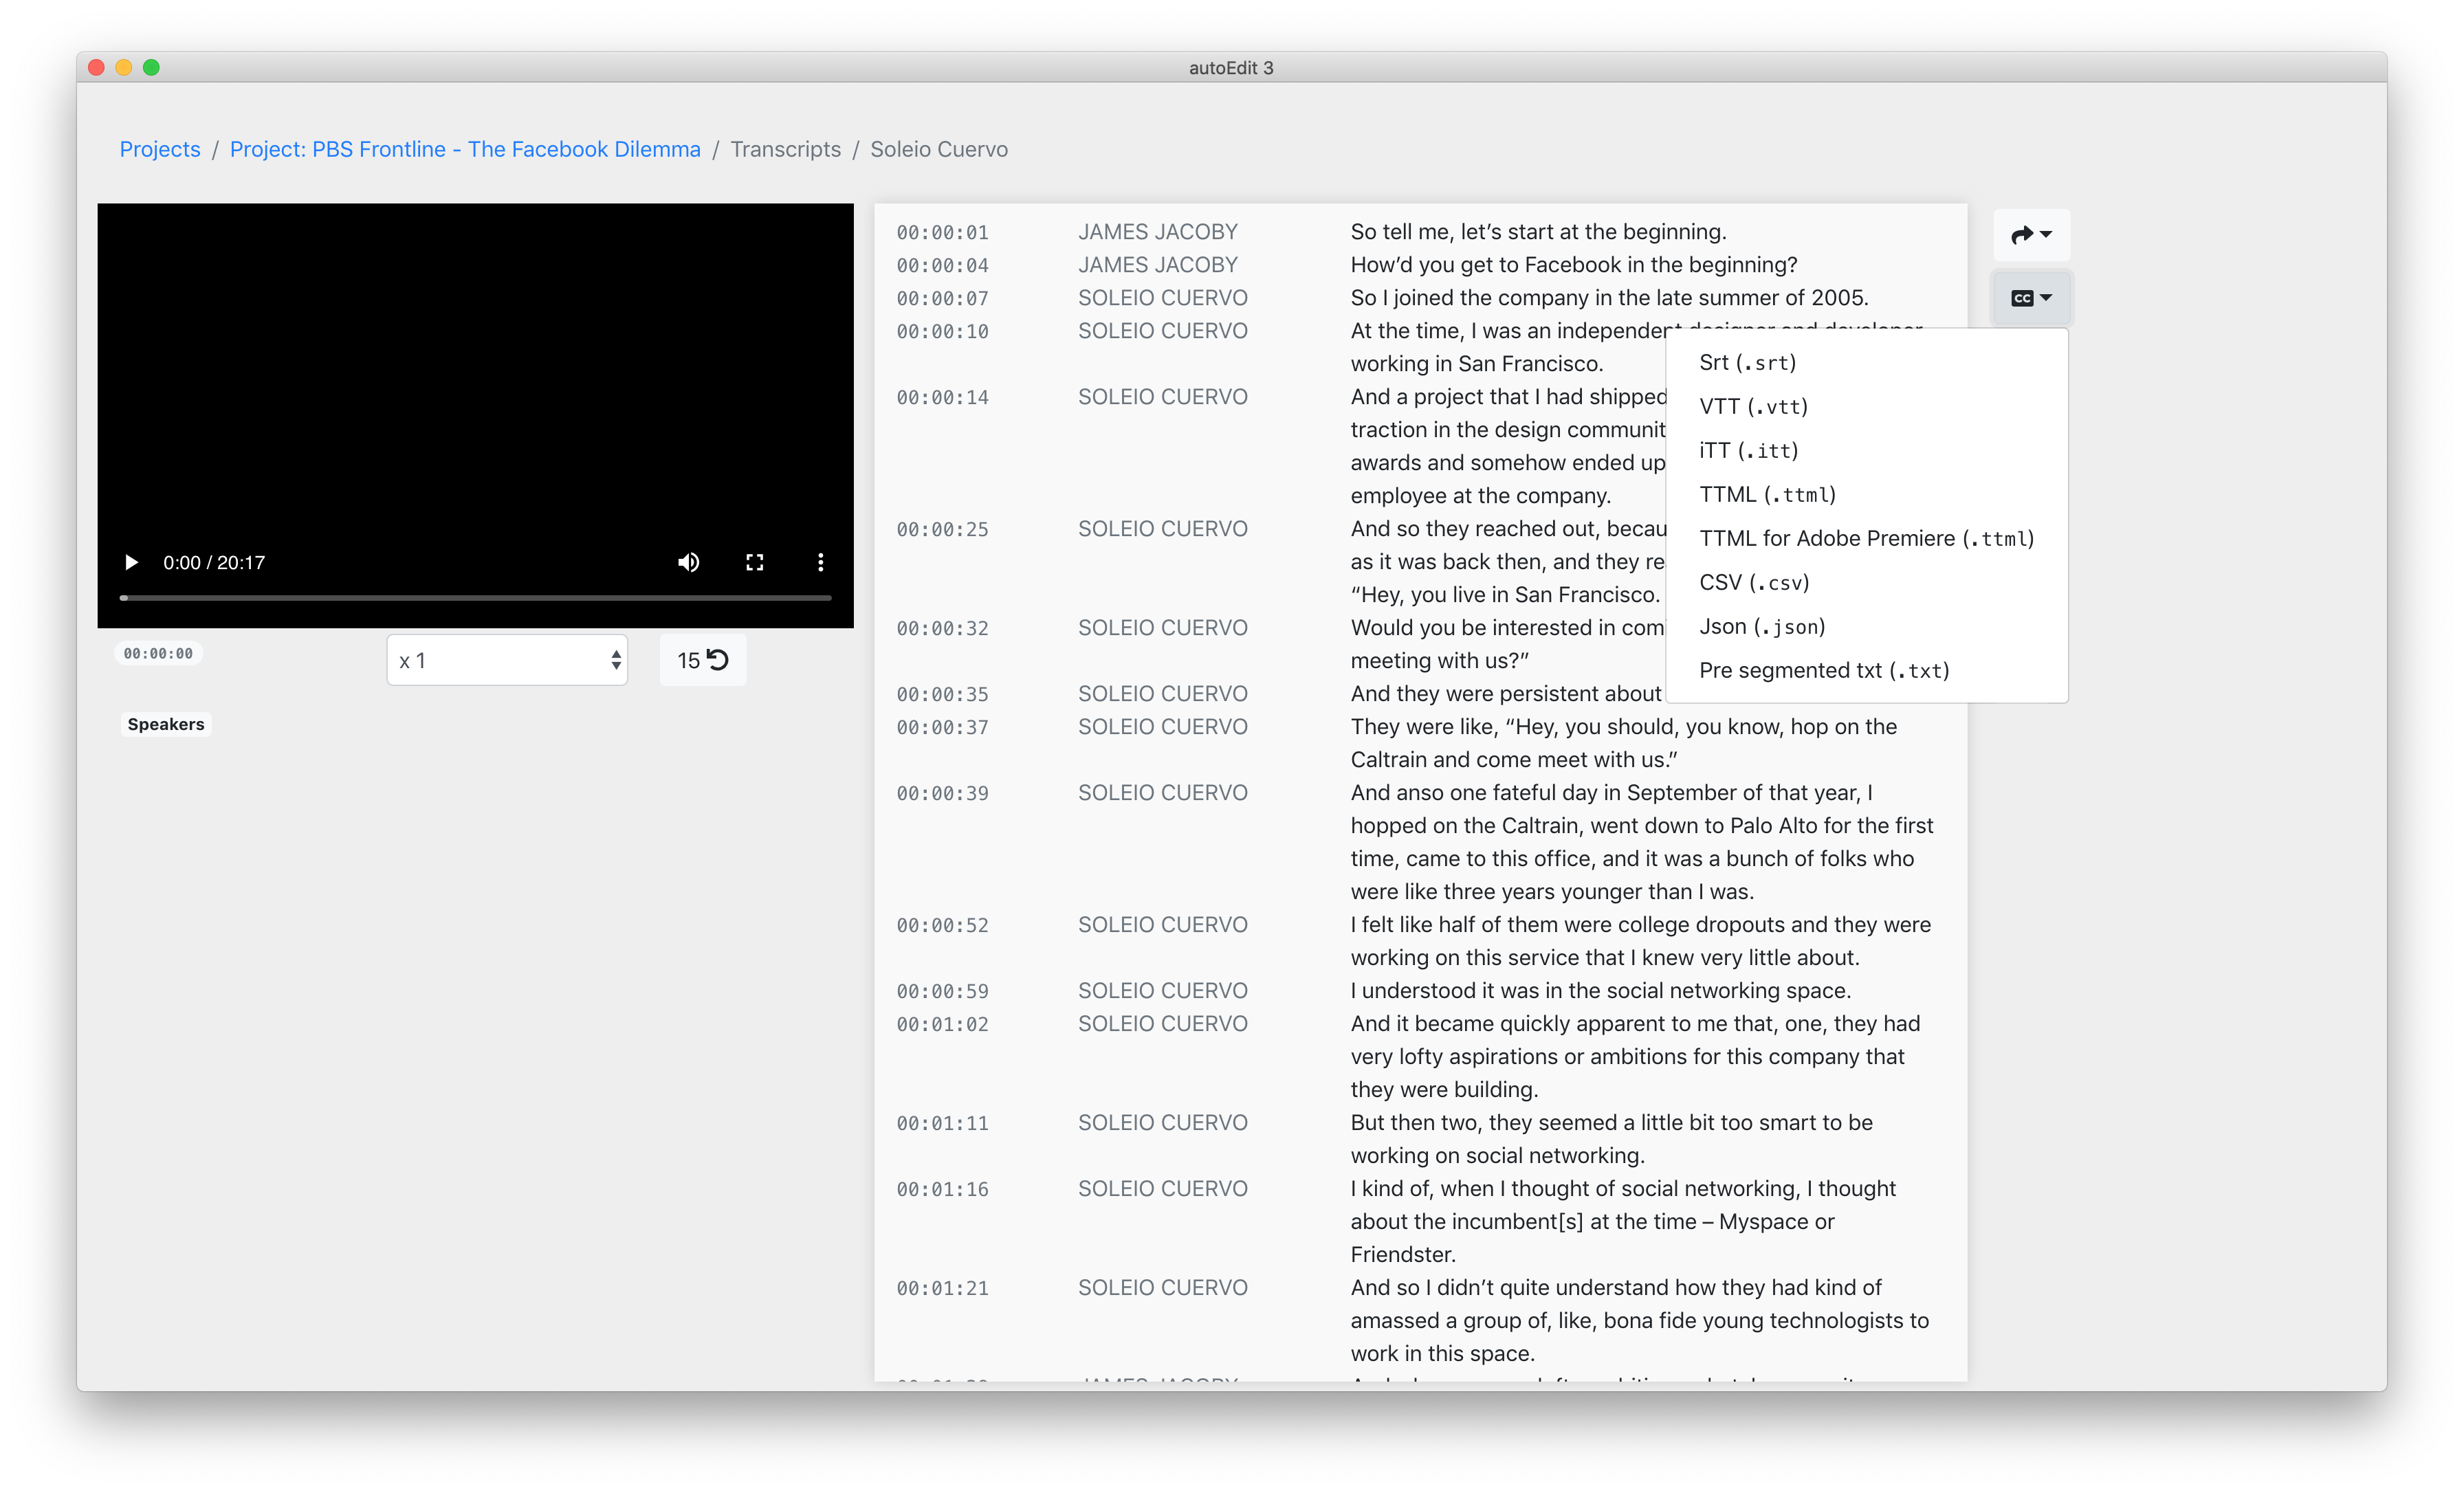 autoEdit 3
Projects / Project: PBS Frontline - The Facebook Dilemma / Transcripts / Soleio Cuervo
0:00 / 20:17
00:00:00
x 1
15
Speakers
00:00:01 JAMES JACOBY So tell me, let’s start at the beginning.
00:00:04 JAMES JACOBY How’d you get to Facebook in the beginning?
00:00:07 SOLEIO CUERVO So I joined the company in the late summer of 2005.
00:00:10 SOLEIO CUERVO At the time, I was an independent designer and developer
working in San Francisco.
00:00:14 SOLEIO CUERVO And a project that I had shipped
traction in the design
awards and somehow ended up
employee at the company.
00:00:25 SOLEIO CUERVO And so they reached out,
as it was back then, and they
“Hey, you live in San Francisco.
00:00:32 SOLEIO CUERVO Would you be interested in
meeting with us?”
00:00:35 SOLEIO CUERVO And they were persistent about
00:00:37 SOLEIO CUERVO They were like, “Hey, you should, you know, hop on the
Caltrain and come meet with us.”
00:00:39 SOLEIO CUERVO And anso one fateful day in September of that year, I
hopped on the Caltrain, went down to Palo Alto for the first
time, came to this office, and it was a bunch of folks who
were like three years younger than I was.
00:00:52 SOLEIO CUERVO I felt like half of them were college dropouts and they were
working on this service that I knew very little about.
00:00:59 SOLEIO CUERVO I understood it was in the social networking space.
00:01:02 SOLEIO CUERVO And it became quickly apparent to me that, one, they had
very lofty aspirations or ambitions for this company that
they were building.
00:01:11 SOLEIO CUERVO But then two, they seemed a little bit too smart to be
working on social networking.
00:01:16 SOLEIO CUERVO I kind of, when I thought of social networking, I thought
about the incumbent[s] at the time – Myspace or
Friendster.
00:01:21 SOLEIO CUERVO And so I didn’t quite understand how they had kind of
amassed a group of, like, bona fide young technologists to
work in this space.
CC
Srt (.srt)
VTT (.vtt)
iTT (.itt)
TTML (.ttml)
TTML for Adobe Premiere (.ttml)
CSV (.csv)
Json (.json)
Pre segmented txt (.txt)